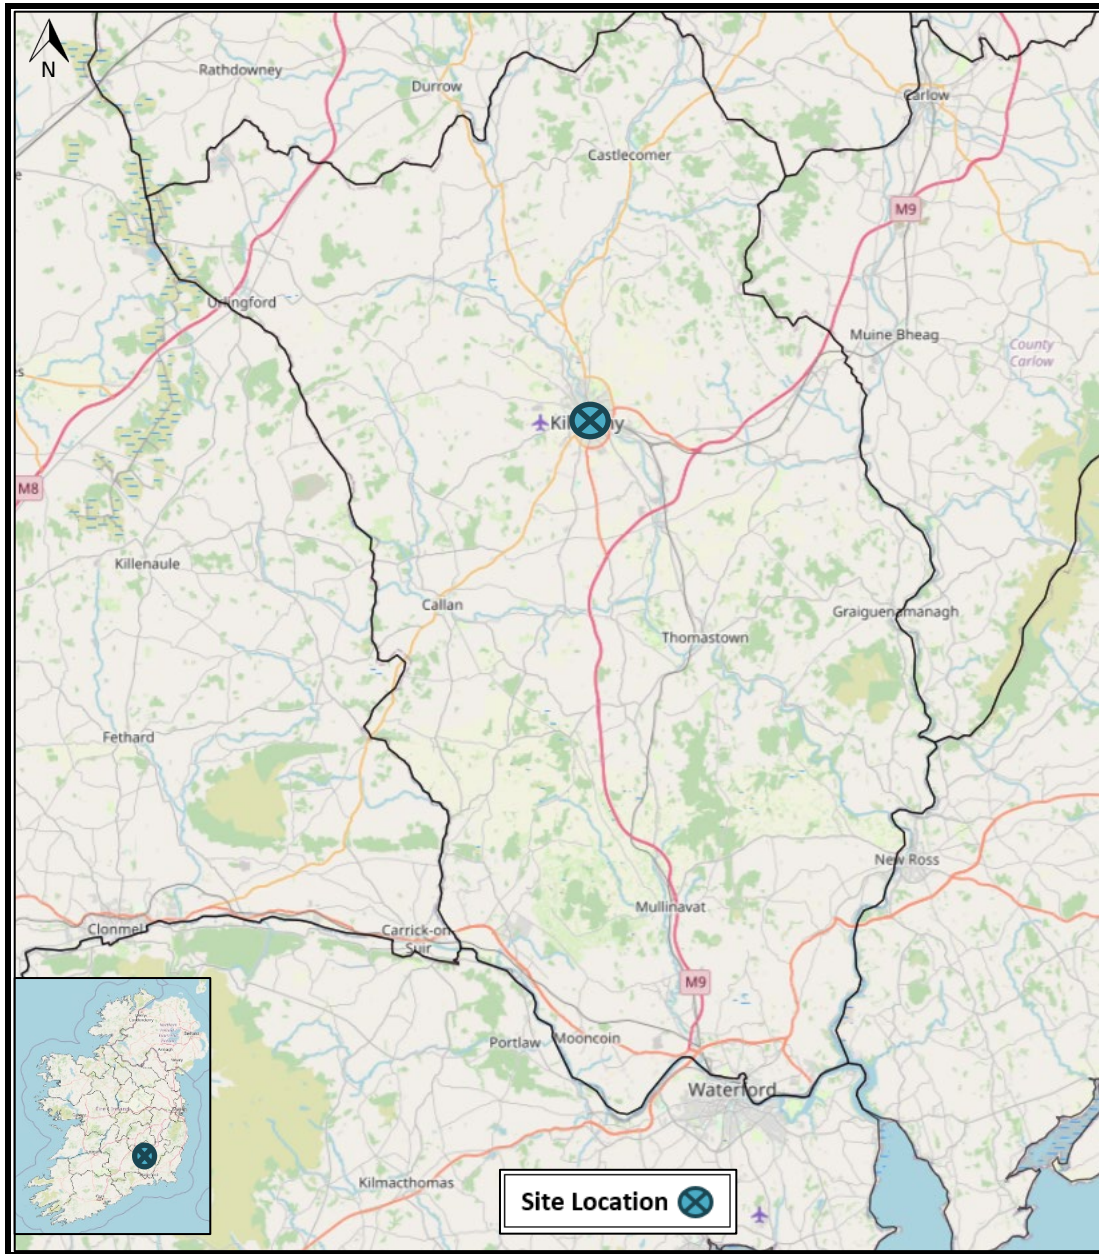 N
Rathdowney
Durrow
Carlow
Castlecomer
M9
Urlingford
Muine Bheag
County
Carlow
M8
Killenaule
Callan
Graiguenamanagh
Thomastown
Fethard
New Ross
Mullinavat
Clonmel
Carrick-on-
Suir
M9
Portlaw
Mooncoin
Waterford
Kilmacthomas
Site Location